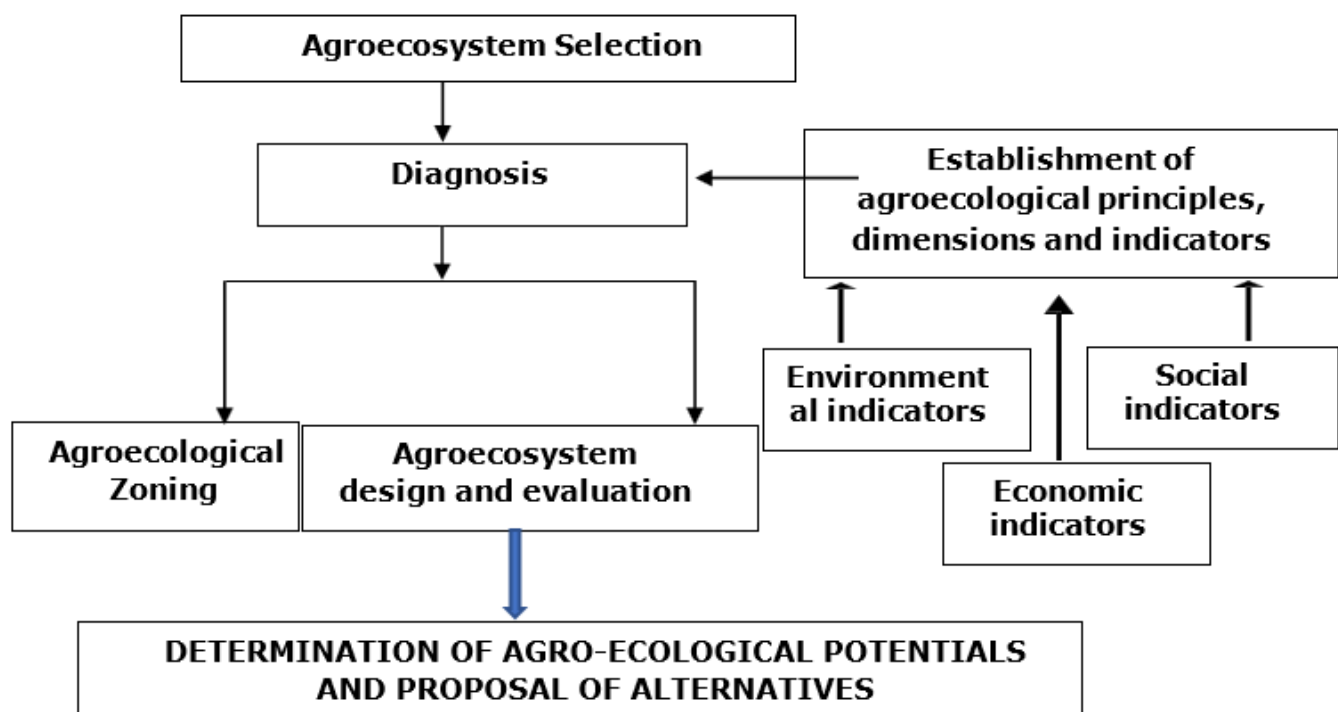 Agroecosystem Selection
Diagnosis
Establishment of
agroecological principles,
dimensions and indicators
Environment
al indicators
Social
indicators
Economic
indicators
Agroecological
Zoning
Agroecosystem
design and evaluation
DETERMINATION OF AGRO-ECOLOGICAL POTENTIALS
AND PROPOSAL OF ALTERNATIVES